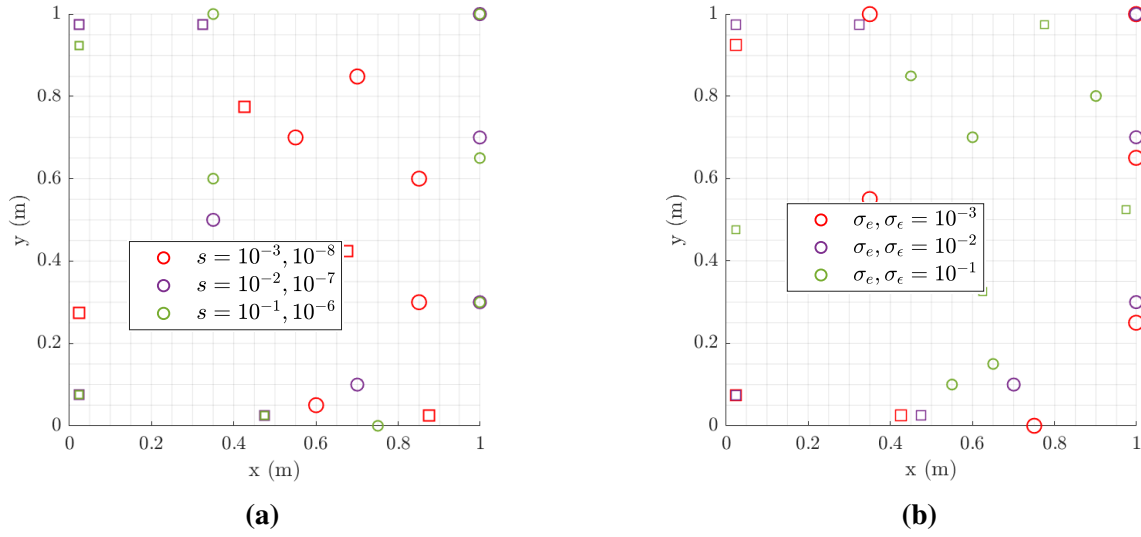 1
0.8
0.6
0.4
0.2
0
y (m)
s = 10⁻³, 10⁻⁸
s = 10⁻², 10⁻⁷
s = 10⁻¹, 10⁻⁶
0 0.2 0.4 0.6 0.8 1
x (m)
(a)
1
0.8
0.6
0.4
0.2
0
y (m)
σₑ, σ_ϵ = 10⁻³
σₑ, σ_ϵ = 10⁻²
σₑ, σ_ϵ = 10⁻¹
0 0.2 0.4 0.6 0.8 1
x (m)
(b)